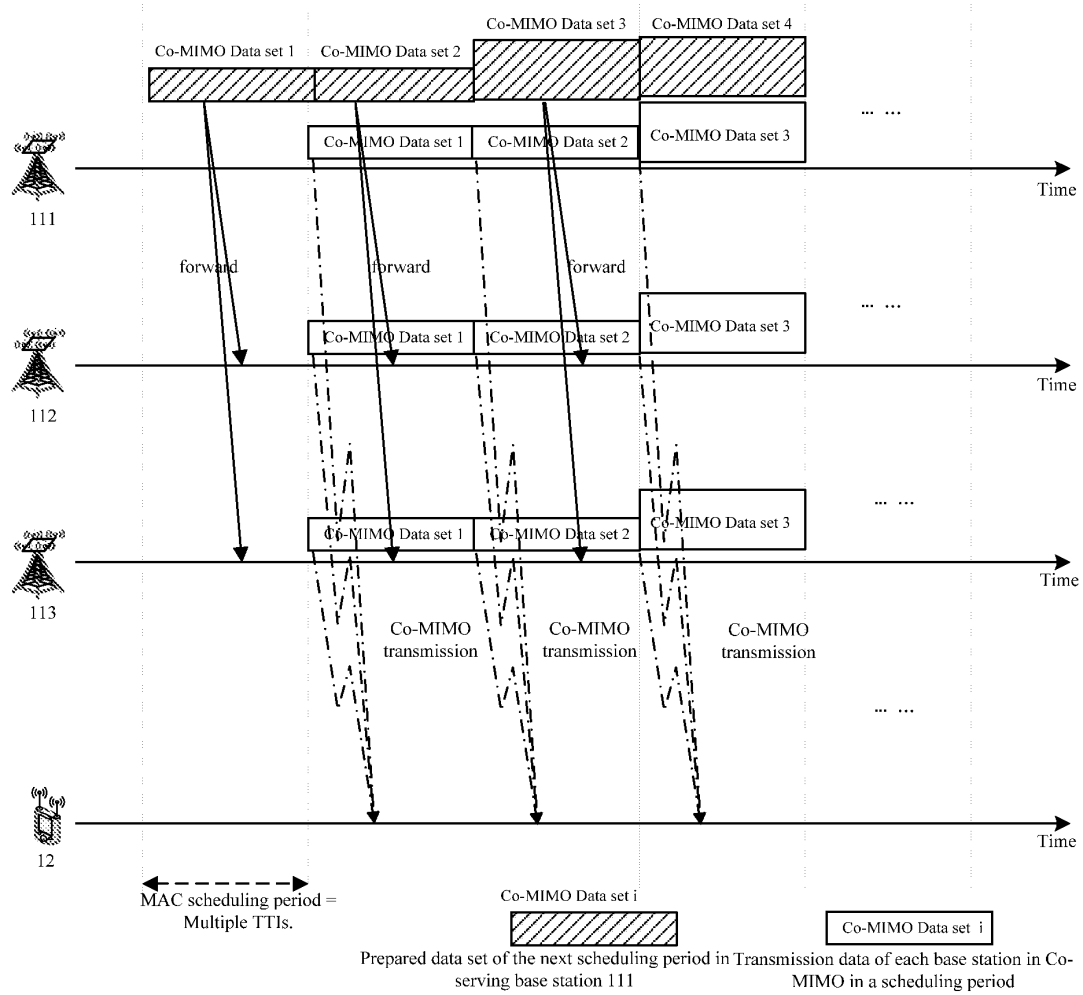 Co-MIMO Data set 1
Co-MIMO Data set 2
Co-MIMO Data set 3
Co-MIMO Data set 4
Co-MIMO Data set 1
Co-MIMO Data set 2
Co-MIMO Data set 3
... ...
Time
111
forward
forward
forward
Co-MIMO Data set 1
Co-MIMO Data set 2
Co-MIMO Data set 3
... ...
Time
112
Co-MIMO Data set 1
Co-MIMO Data set 2
Co-MIMO Data set 3
... ...
Time
113
Co-MIMO
transmission
Co-MIMO
transmission
Co-MIMO
transmission
... ...
Time
12
MAC scheduling period =
Multiple TTIs.
Co-MIMO Data set i
Prepared data set of the next scheduling period in
serving base station 111
Co-MIMO Data set i
Transmission data of each base station in Co-
MIMO in a scheduling period